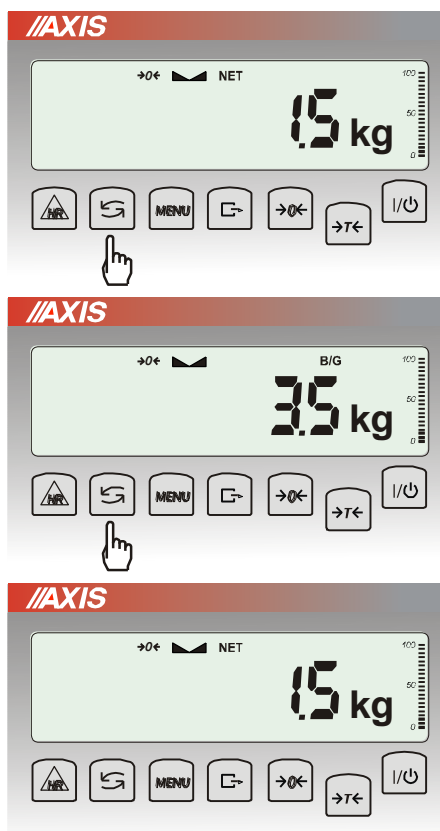 //AXIS
→0← NET 100
50
1.5 kg
0
HR MENU →0← →T← I/⏻
//AXIS
→0← B/G 100
50
3.5 kg
0
HR MENU →0← →T← I/⏻
//AXIS
→0← NET 100
50
1.5 kg
0
HR MENU →0← →T← I/⏻